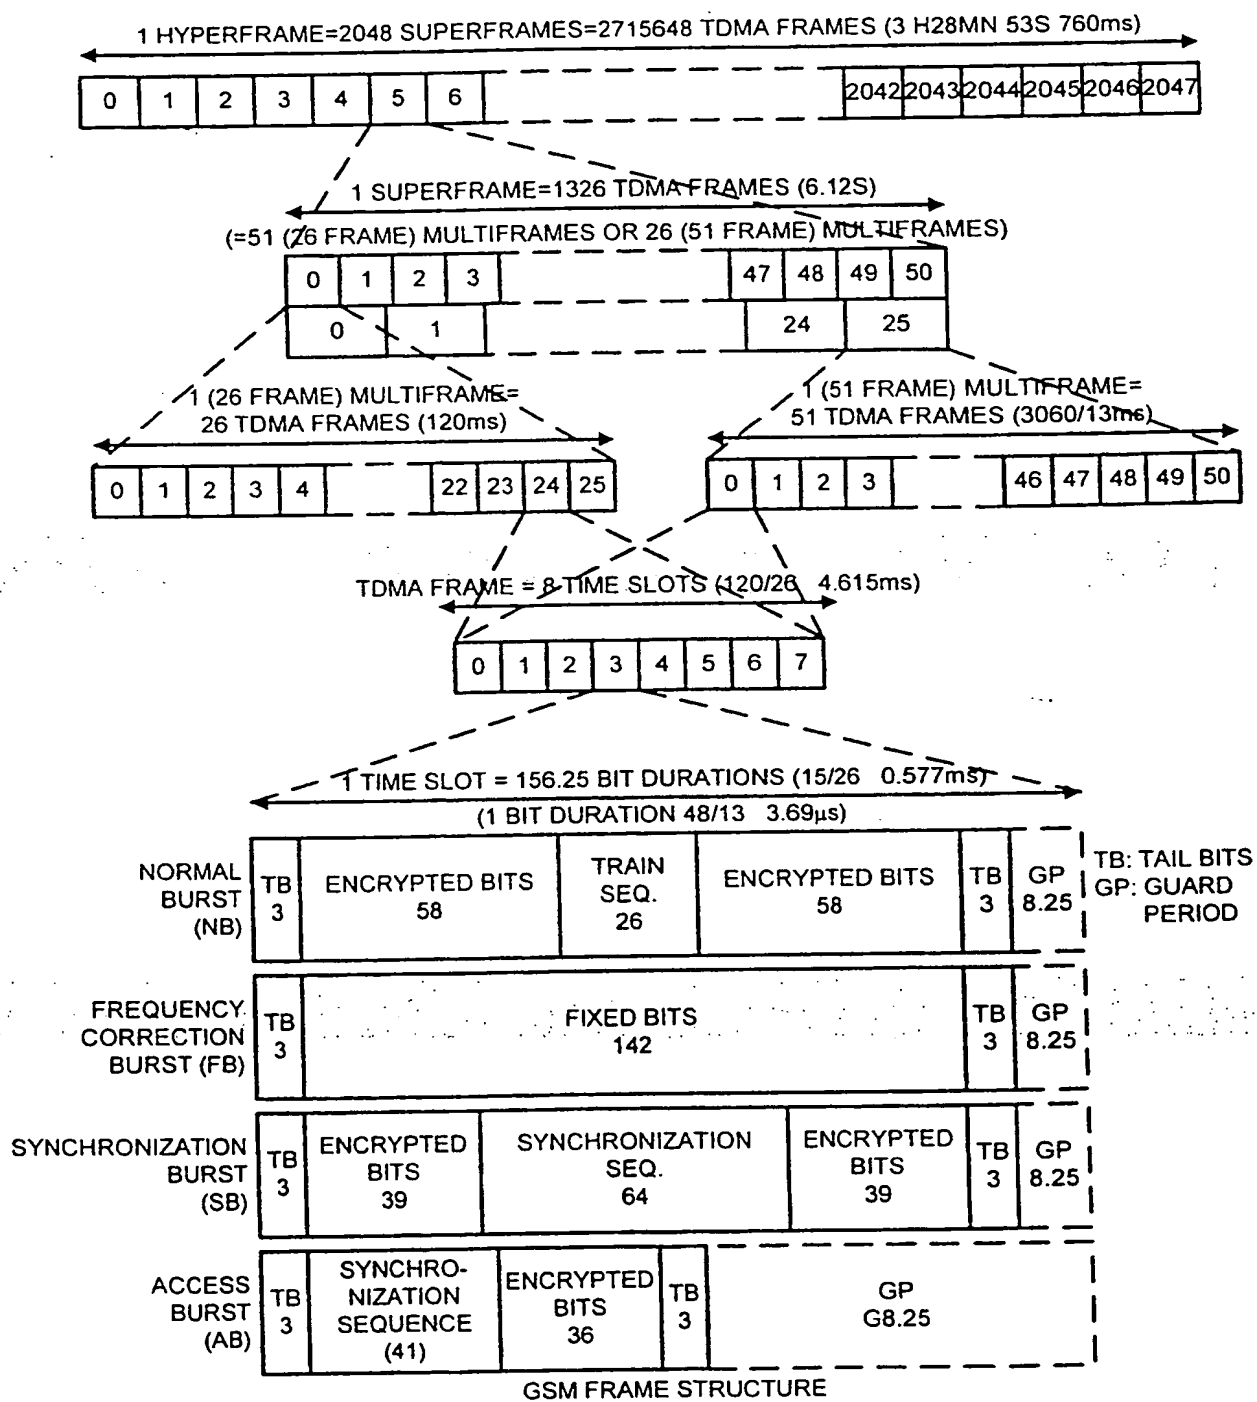 1 HYPERFRAME=2048 SUPERFRAMES=2715648 TDMA FRAMES (3 H28MN 53S 760ms)
0 1 2 3 4 5 6 2042 2043 2044 2045 2046 2047
1 SUPERFRAME=1326 TDMA FRAMES (6.12S)
(=51 (26 FRAME) MULTIFRAMES OR 26 (51 FRAME) MULTIFRAMES)
0 1 2 3 47 48 49 50
0 1 24 25
1 (26 FRAME) MULTIFRAME=
26 TDMA FRAMES (120ms)
1 (51 FRAME) MULTIFRAME=
51 TDMA FRAMES (3060/13ms)
0 1 2 3 4 22 23 24 25
0 1 2 3 46 47 48 49 50
TDMA FRAME = 8 TIME SLOTS (120/26 4.615ms)
0 1 2 3 4 5 6 7
1 TIME SLOT = 156.25 BIT DURATIONS (15/26 0.577ms)
(1 BIT DURATION 48/13 3.69µs)
NORMAL
BURST
(NB)
TB
3
ENCRYPTED BITS
58
TRAIN
SEQ.
26
ENCRYPTED BITS
58
TB
3
GP
8.25
TB: TAIL BITS
GP: GUARD
PERIOD
FREQUENCY
CORRECTION
BURST (FB)
TB
3
FIXED BITS
142
TB
3
GP
8.25
SYNCHRONIZATION
BURST
(SB)
TB
3
ENCRYPTED
BITS
39
SYNCHRONIZATION
SEQ.
64
ENCRYPTED
BITS
39
TB
3
GP
8.25
ACCESS
BURST
(AB)
TB
3
SYNCHRO-
NIZATION
SEQUENCE
(41)
ENCRYPTED
BITS
36
TB
3
GP
G8.25
GSM FRAME STRUCTURE